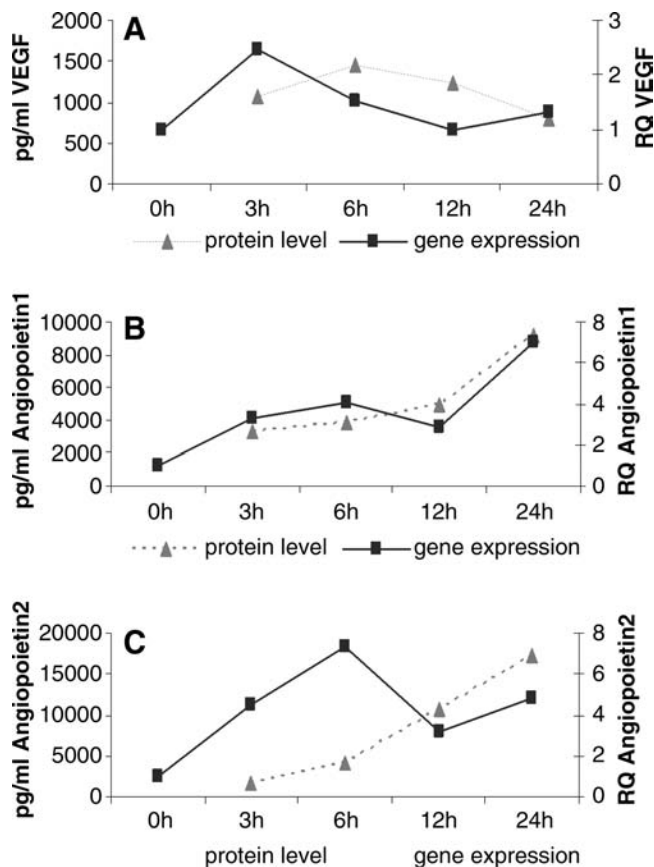 A
pg/ml VEGF
2000
1500
1000
500
0
RQ VEGF
3
2
1
0
0h 3h 6h 12h 24h
protein level gene expression
B
pg/ml Angiopoietin1
10000
8000
6000
4000
2000
0
RQ Angiopoietin1
8
6
4
2
0
0h 3h 6h 12h 24h
protein level gene expression
C
pg/ml Angiopoietin2
20000
15000
10000
5000
0
RQ Angiopoietin2
8
6
4
2
0
0h 3h 6h 12h 24h
protein level gene expression